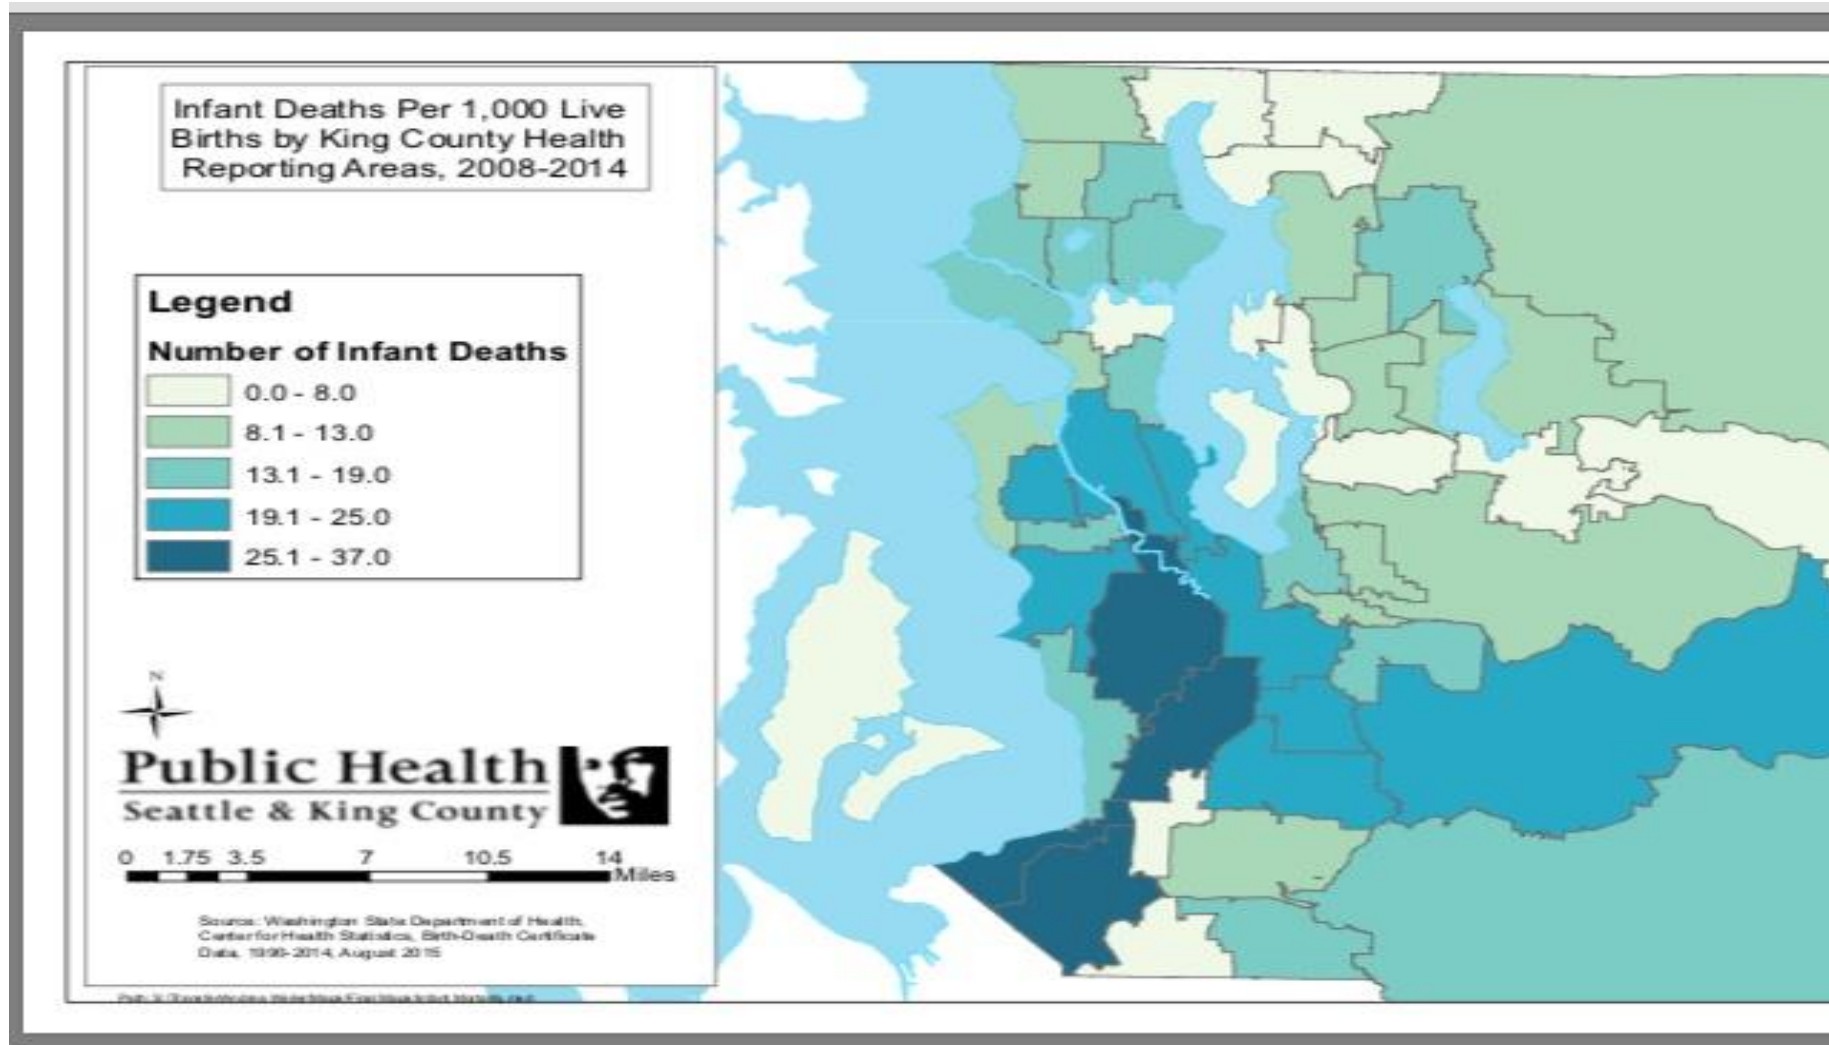 Infant Deaths Per 1,000 Live
Births by King County Health
Reporting Areas, 2008-2014
Legend
Number of Infant Deaths
0.0 - 8.0
8.1 - 13.0
13.1 - 19.0
19.1 - 25.0
25.1 - 37.0
N
Public Health
Seattle & King County
0 1.75 3.5 7 10.5 14
Miles
Source: Washington State Department of Health,
Center for Health Statistics, Birth-Death Certificate
Data, 1990-2014, August 2015